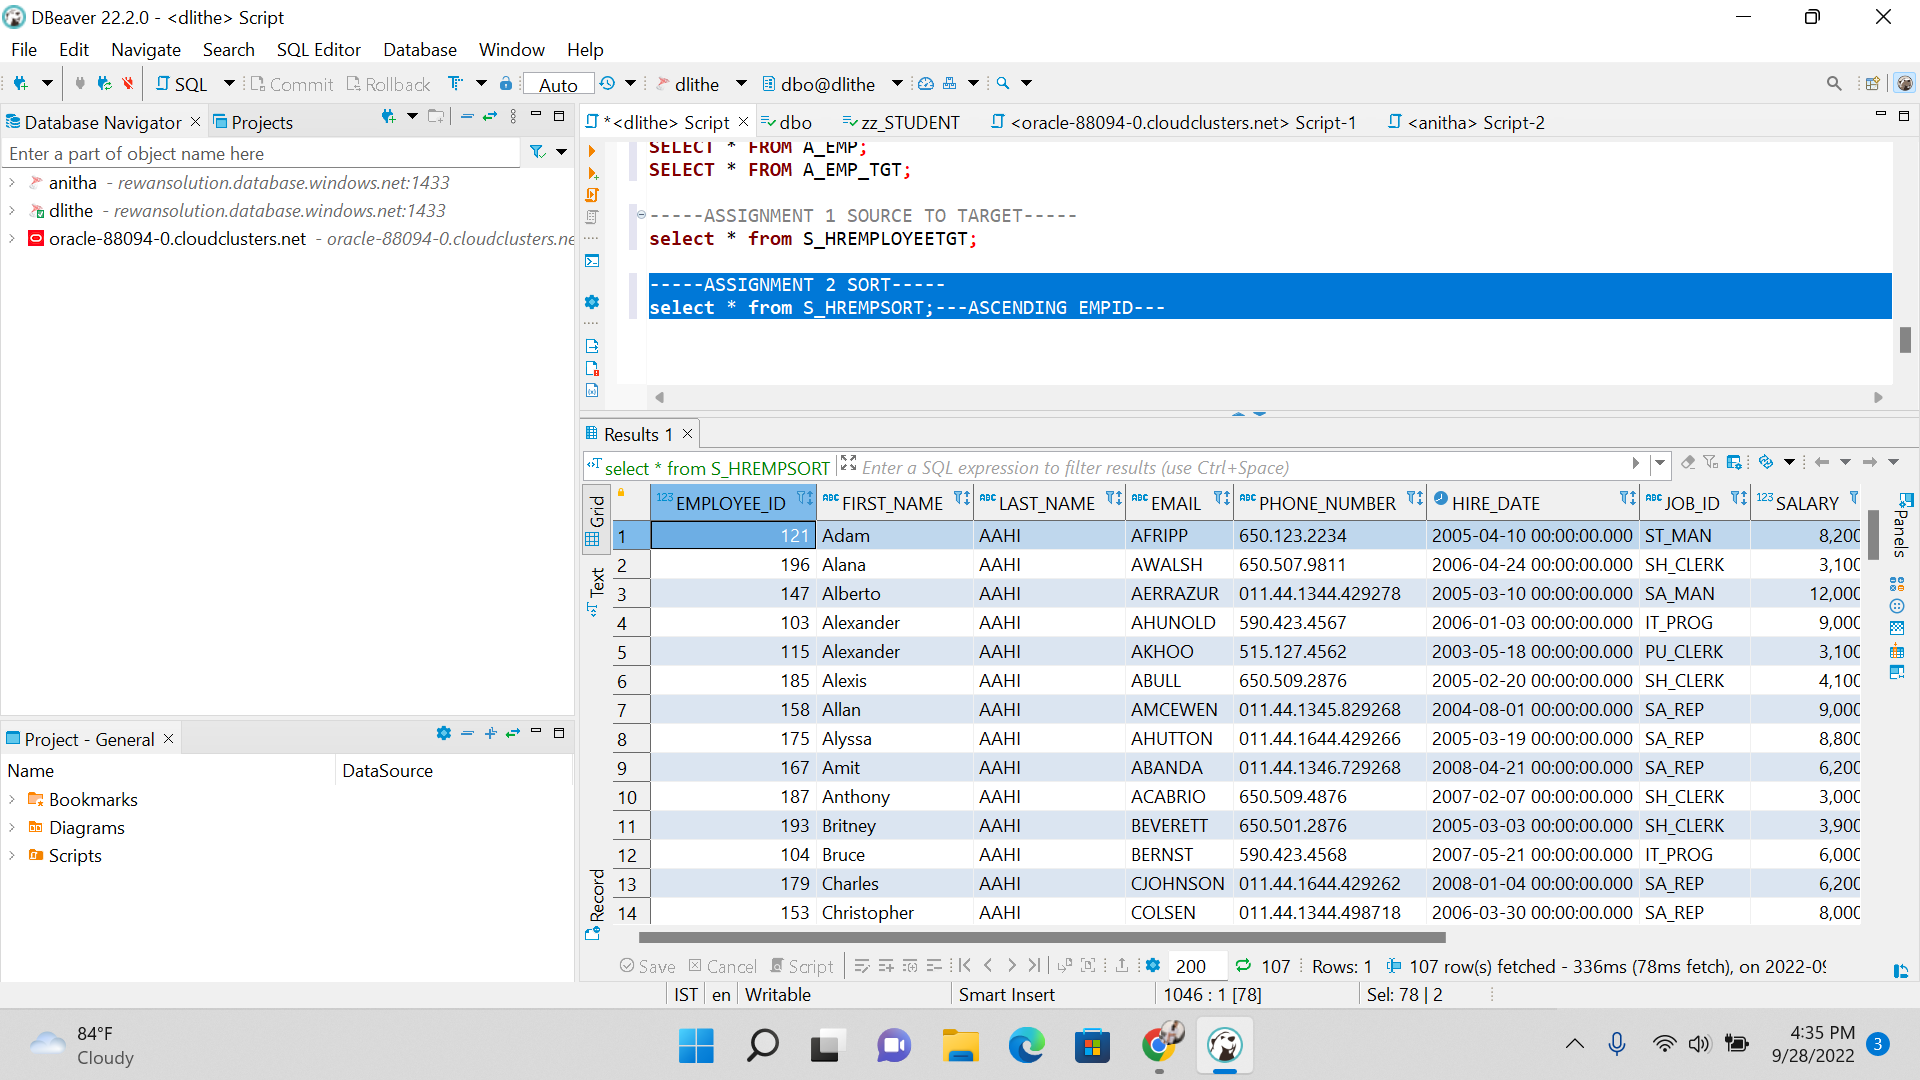 DBeaver 22.2.0 - <dlithe> Script
File Edit Navigate Search SQL Editor Database Window Help
SQL Commit Rollback Auto dlithe dbo@dlithe
Database Navigator Projects
*<dlithe> Script dbo zz_STUDENT <oracle-88094-0.cloudclusters.net> Script-1 <anitha> Script-2
Enter a part of object name here
anitha - rewansolution.database.windows.net:1433
dlithe - rewansolution.database.windows.net:1433
oracle-88094-0.cloudclusters.net - oracle-88094-0.cloudclusters.ne
SELECT * FROM A_EMP;
SELECT * FROM A_EMP_TGT;
-----ASSIGNMENT 1 SOURCE TO TARGET-----
select * from S_HREMPLOYEETGT;
-----ASSIGNMENT 2 SORT-----
select * from S_HREMPSORT;---ASCENDING EMPID---
Results 1
select * from S_HREMPSORT Enter a SQL expression to filter results (use Ctrl+Space)
Grid
Text
Record
Panels
123 EMPLOYEE_ID ABC FIRST_NAME ABC LAST_NAME ABC EMAIL ABC PHONE_NUMBER HIRE_DATE ABC JOB_ID 123 SALARY
1 121 Adam AAHI AFRIPP 650.123.2234 2005-04-10 00:00:00.000 ST_MAN 8,200
2 196 Alana AAHI AWALSH 650.507.9811 2006-04-24 00:00:00.000 SH_CLERK 3,100
3 147 Alberto AAHI AERRAZUR 011.44.1344.429278 2005-03-10 00:00:00.000 SA_MAN 12,000
4 103 Alexander AAHI AHUNOLD 590.423.4567 2006-01-03 00:00:00.000 IT_PROG 9,000
5 115 Alexander AAHI AKHOO 515.127.4562 2003-05-18 00:00:00.000 PU_CLERK 3,100
6 185 Alexis AAHI ABULL 650.509.2876 2005-02-20 00:00:00.000 SH_CLERK 4,100
7 158 Allan AAHI AMCEWEN 011.44.1345.829268 2004-08-01 00:00:00.000 SA_REP 9,000
8 175 Alyssa AAHI AHUTTON 011.44.1644.429266 2005-03-19 00:00:00.000 SA_REP 8,800
9 167 Amit AAHI ABANDA 011.44.1346.729268 2008-04-21 00:00:00.000 SA_REP 6,200
10 187 Anthony AAHI ACABRIO 650.509.4876 2007-02-07 00:00:00.000 SH_CLERK 3,000
11 193 Britney AAHI BEVERETT 650.501.2876 2005-03-03 00:00:00.000 SH_CLERK 3,900
12 104 Bruce AAHI BERNST 590.423.4568 2007-05-21 00:00:00.000 IT_PROG 6,000
13 179 Charles AAHI CJOHNSON 011.44.1644.429262 2008-01-04 00:00:00.000 SA_REP 6,200
14 153 Christopher AAHI COLSEN 011.44.1344.498718 2006-03-30 00:00:00.000 SA_REP 8,000
Project - General
Name DataSource
Bookmarks
Diagrams
Scripts
Save Cancel Script 200 107 Rows: 1 107 row(s) fetched - 336ms (78ms fetch), on 2022-09
IST en Writable Smart Insert 1046 : 1 [78] Sel: 78 | 2
84°F
Cloudy
4:35 PM
9/28/2022
3